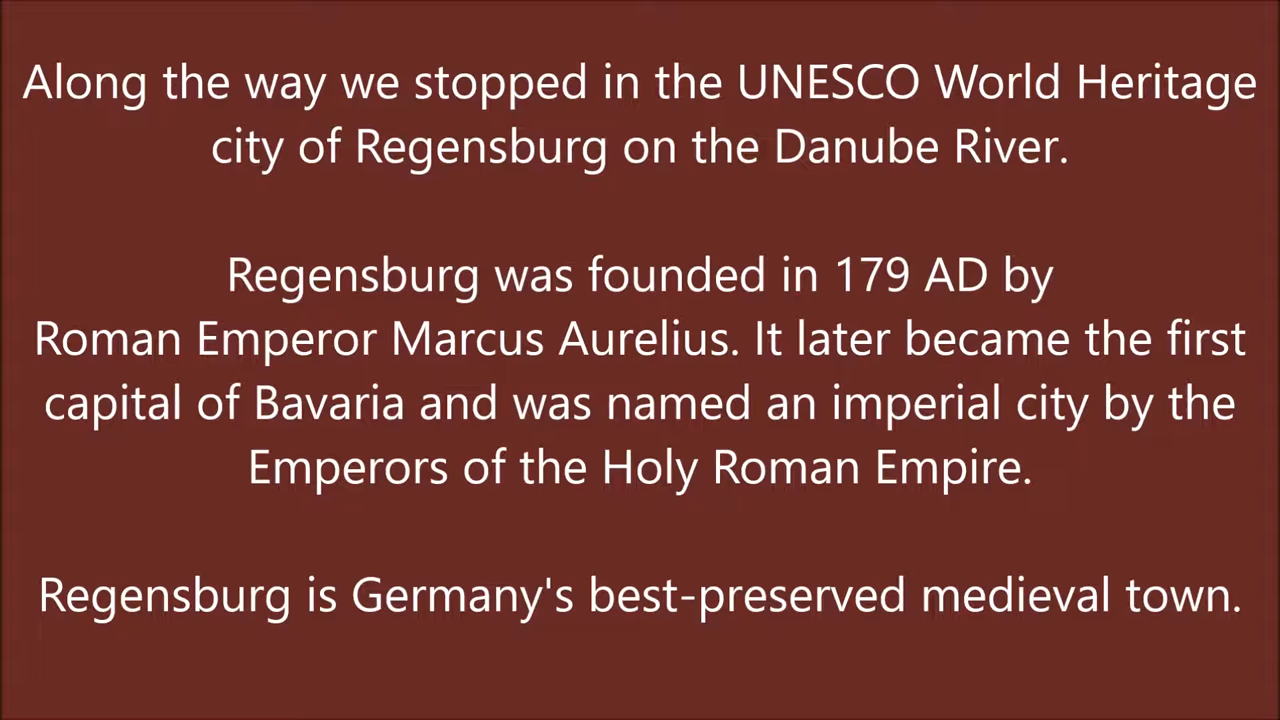 Along the way we stopped in the UNESCO World Heritage
city of Regensburg on the Danube River.
Regensburg was founded in 179 AD by
Roman Emperor Marcus Aurelius. It later became the first
capital of Bavaria and was named an imperial city by the
Emperors of the Holy Roman Empire.
Regensburg is Germany's best-preserved medieval town.